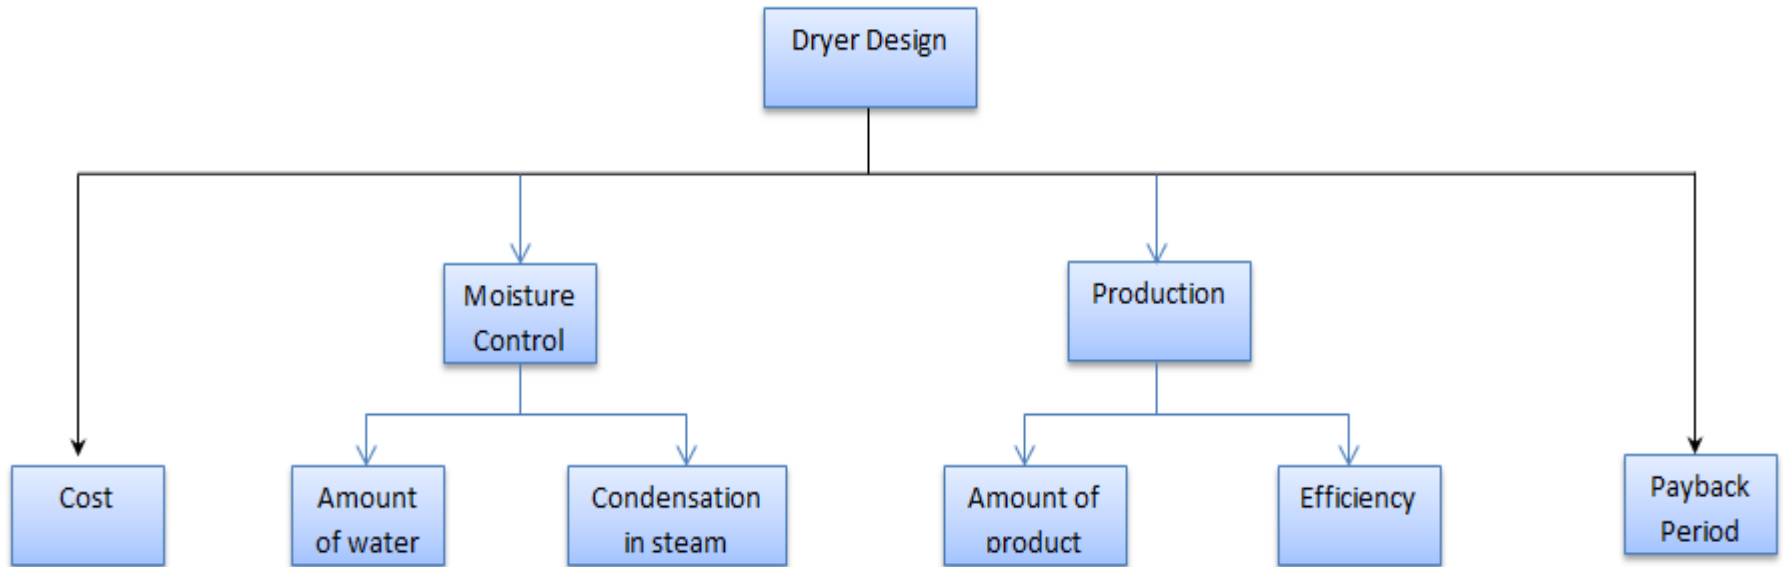 Dryer Design
Moisture
Control
Production
Cost
Amount
of water
Condensation
in steam
Amount of
product
Efficiency
Payback
Period